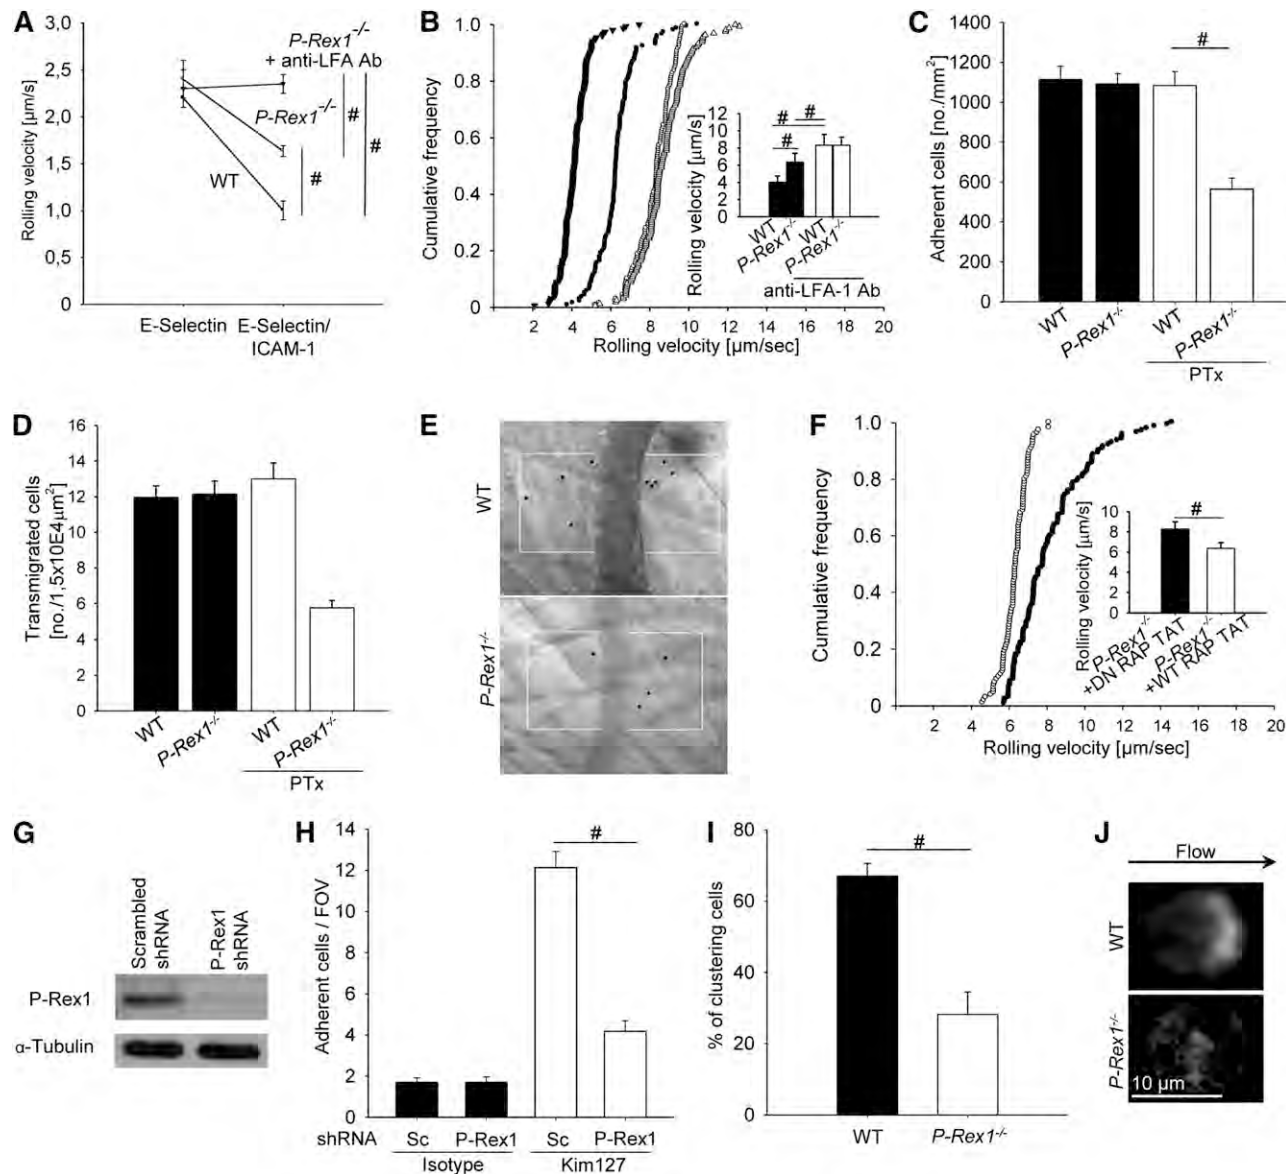 A
Rolling velocity [µm/s]
3,0
2,5
2,0
1,5
1,0
0,5
0
P-Rex1-/-
+ anti-LFA Ab
P-Rex1-/-
WT
#
#
#
E-Selectin
E-Selectin/
ICAM-1
B
Cumulative frequency
1.0
0.8
0.6
0.4
0.2
0
2 4 6 8 10 12 14 16 18 20
Rolling velocity [µm/sec]
Rolling velocity [µm/s]
12
10
8
6
4
2
0
# #
#
WT
P-Rex1-/-
WT
P-Rex1-/-
anti-LFA-1 Ab
C
Adherent cells [no./mm²]
1400
1200
1000
800
600
400
200
0
#
WT
P-Rex1-/-
WT
P-Rex1-/-
PTx
D
Transmigrated cells
[no./1,5x10E4µm²]
16
14
12
10
8
6
4
2
0
WT
P-Rex1-/-
WT
P-Rex1-/-
PTx
E
WT
P-Rex1-/-
F
Cumulative frequency
1.0
0.8
0.6
0.4
0.2
0
2 4 6 8 10 12 14 16 18 20
Rolling velocity [µm/sec]
Rolling velocity [µm/s]
10
8
6
4
2
0
#
P-Rex1-/-
+DN RAP TAT
P-Rex1-/-
+WT RAP TAT
G
Scrambled
shRNA
P-Rex1
shRNA
P-Rex1
α-Tubulin
H
Adherent cells / FOV
14
12
10
8
6
4
2
0
#
shRNA Sc P-Rex1 Sc P-Rex1
Isotype Kim127
I
% of clustering cells
80
60
40
20
0
#
WT P-Rex1-/-
J
Flow
WT
P-Rex1-/-
10 µm